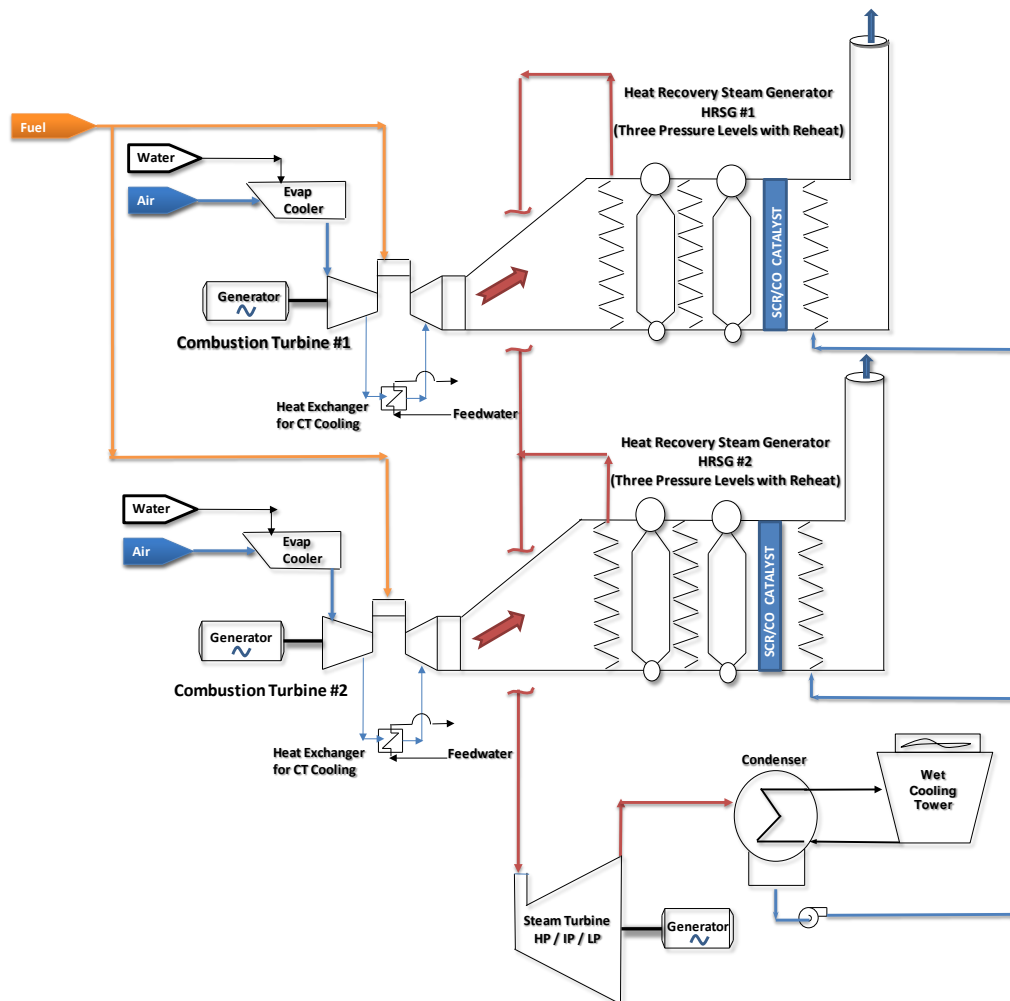 Heat Recovery Steam Generator
HRSG #1
(Three Pressure Levels with Reheat)
Fuel
Water
Air
Evap
Cooler
SCR/CO CATALYST
Generator
Combustion Turbine #1
Heat Exchanger
for CT Cooling
Feedwater
Heat Recovery Steam Generator
HRSG #2
(Three Pressure Levels with Reheat)
Water
Air
Evap
Cooler
SCR/CO CATALYST
Generator
Combustion Turbine #2
Heat Exchanger
for CT Cooling
Feedwater
Condenser
Wet
Cooling
Tower
Steam Turbine
HP / IP / LP
Generator